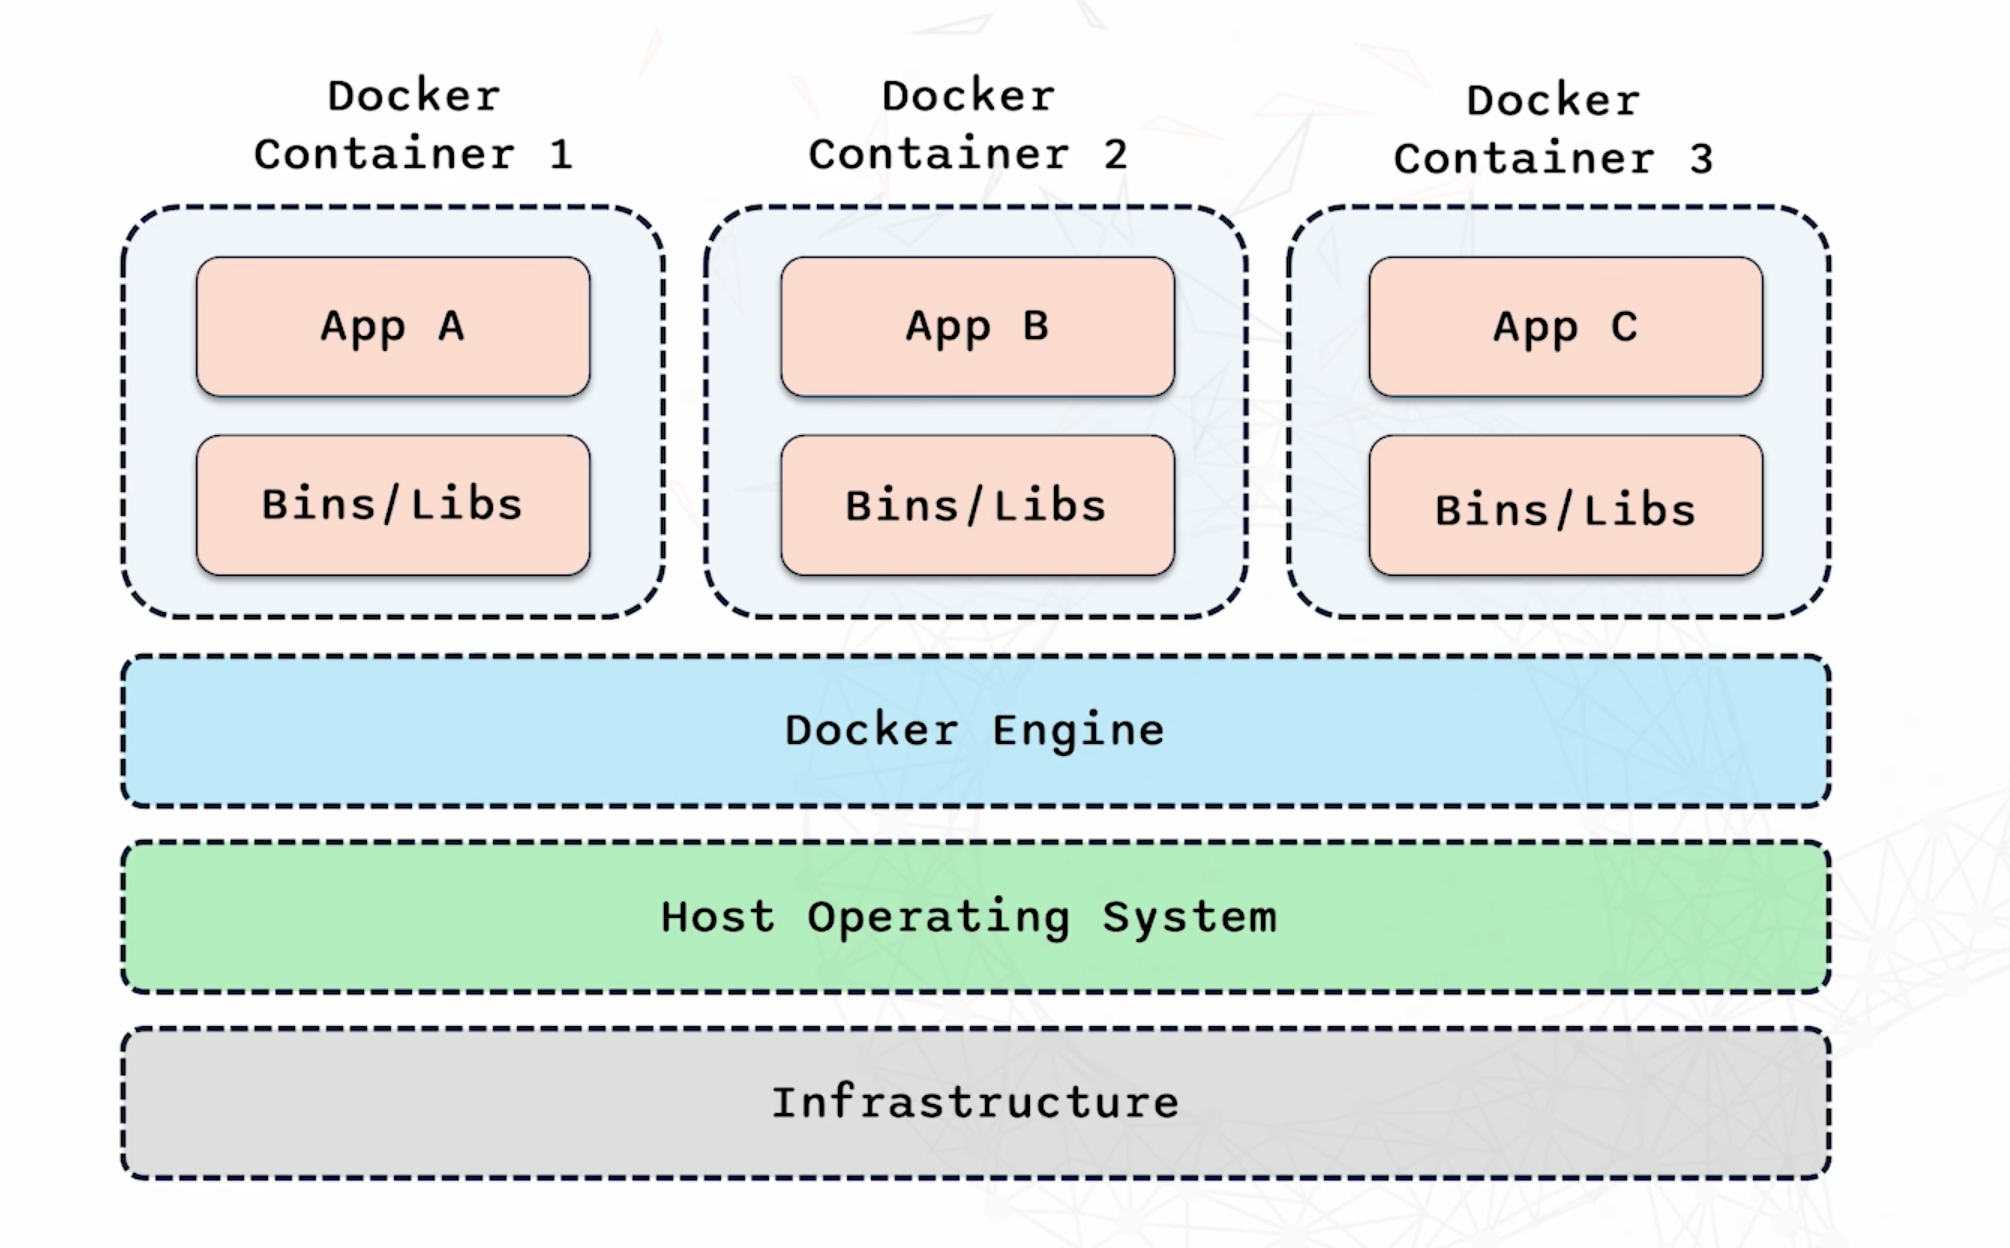 Docker
Container 1
Docker
Container 2
Docker
Container 3
App A
App B
App C
Bins/Libs
Bins/Libs
Bins/Libs
Docker Engine
Host Operating System
Infrastructure